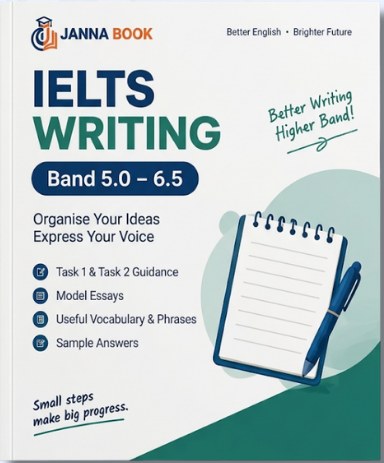 JANNA BOOK
Better English • Brighter Future
IELTS
WRITING
Better Writing
Higher Band!
Band 5.0 – 6.5
Organise Your Ideas
Express Your Voice
Task 1 & Task 2 Guidance
Model Essays
Useful Vocabulary & Phrases
Sample Answers
Small steps
make big progress.